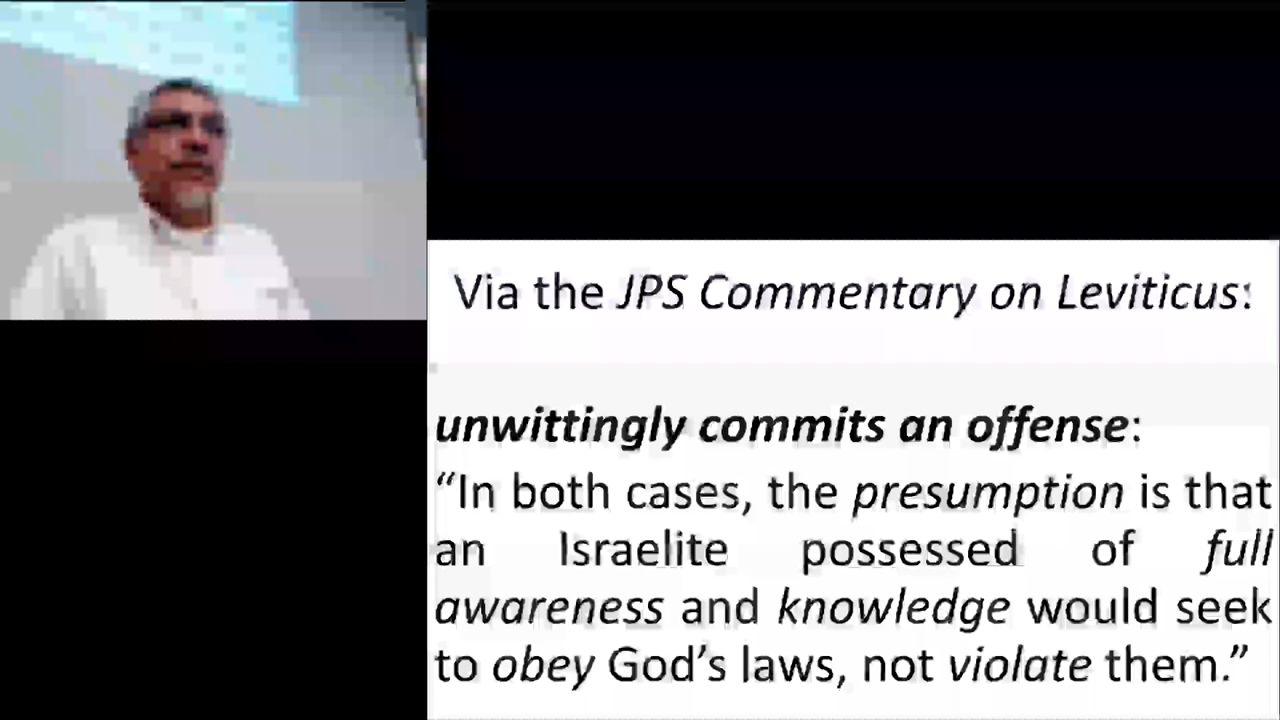 Via the JPS Commentary on Leviticus:
unwittingly commits an offense:
“In both cases, the presumption is that
an Israelite possessed of full
awareness and knowledge would seek
to obey God’s laws, not violate them.”